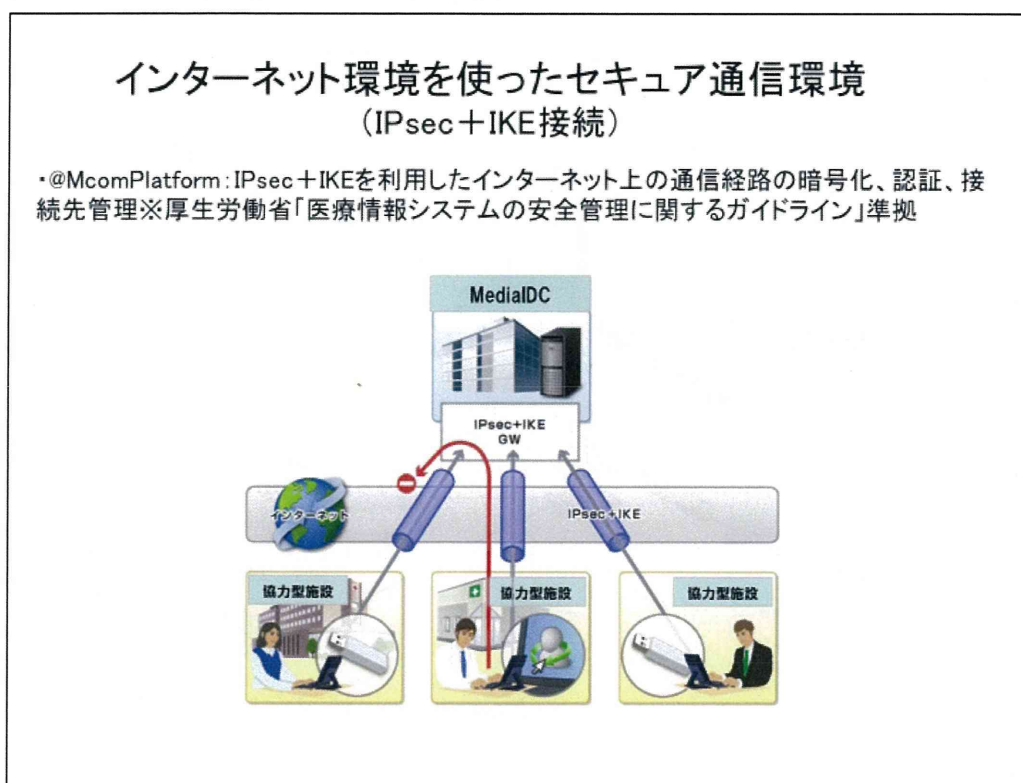 インターネット環境を使ったセキュア通信環境
（IPsec＋IKE接続）
・@McomPlatform：IPsec＋IKEを利用したインターネット上の通信経路の暗号化、認証、接
続先管理※厚生労働省「医療情報システムの安全管理に関するガイドライン」準拠
MediaIDC
IPsec+IKE
GW
インターネット
IPsec+IKE
協力型施設
協力型施設
協力型施設